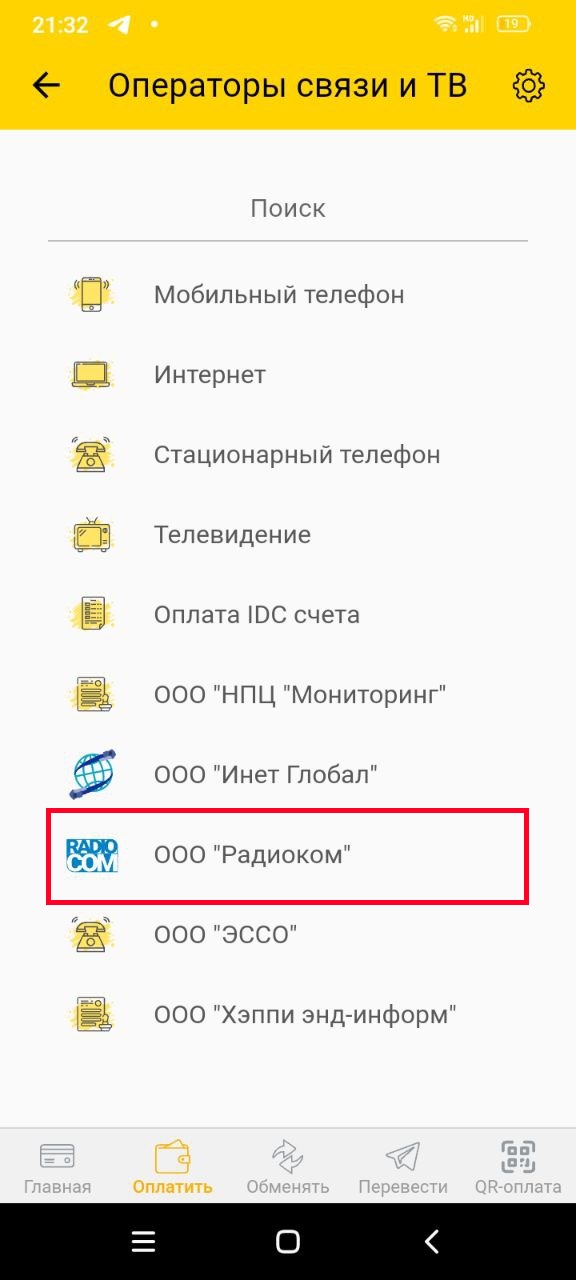 21:32
19
Операторы связи и ТВ
Поиск
Мобильный телефон
Интернет
Стационарный телефон
Телевидение
Оплата IDC счета
ООО "НПЦ "Мониторинг"
ООО "Инет Глобал"
RADIO
COM
ООО "Радиоком"
ООО "ЭССО"
ООО "Хэппи энд-информ"
Главная
Оплатить
Обменять
Перевести
QR-оплата